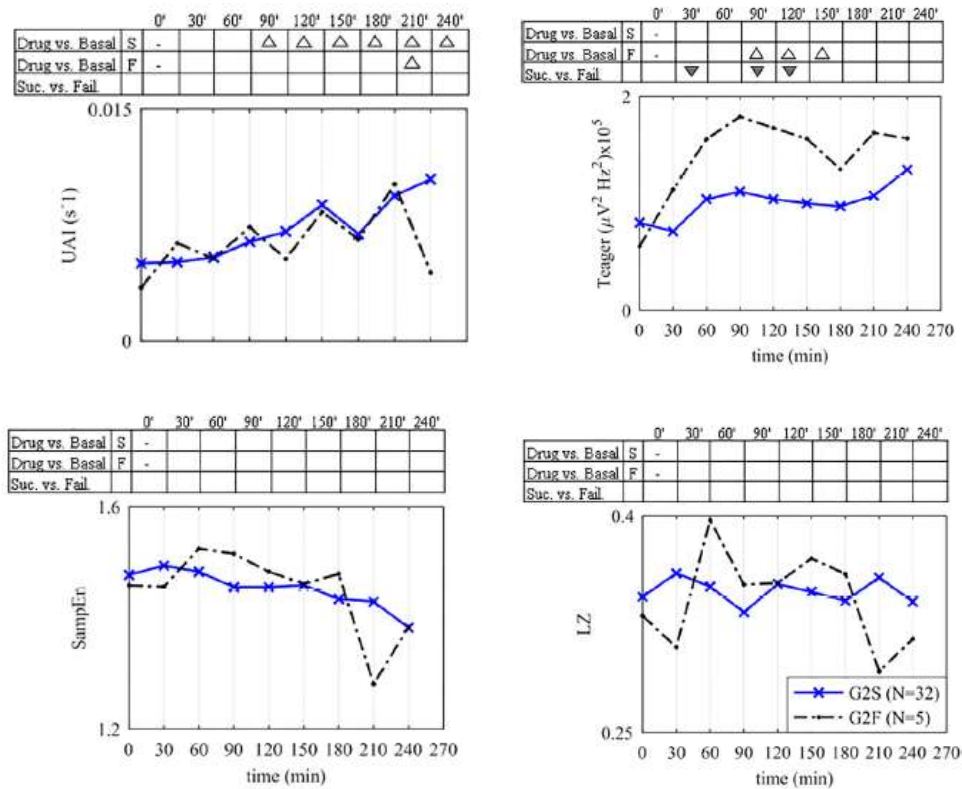 0' 30' 60' 90' 120' 150' 180' 210' 240'
Drug vs. Basal S -
Drug vs. Basal F -
Suc. vs. Fail.
0.015
UAI (s⁻1)
0
0' 30' 60' 90' 120' 150' 180' 210' 240'
Drug vs. Basal S -
Drug vs. Basal F -
Suc. vs. Fail.
2
Teager (μV² Hz²)x10⁵
0
0 30 60 90 120 150 180 210 240 270
time (min)
0' 30' 60' 90' 120' 150' 180' 210' 240'
Drug vs. Basal S -
Drug vs. Basal F -
Suc. vs. Fail.
1.6
SampEn
1.2
0 30 60 90 120 150 180 210 240 270
time (min)
0' 30' 60' 90' 120' 150' 180' 210' 240'
Drug vs. Basal S -
Drug vs. Basal F -
Suc. vs. Fail.
0.4
LZ
0.25
G2S (N=32)
G2F (N=5)
0 30 60 90 120 150 180 210 240 270
time (min)